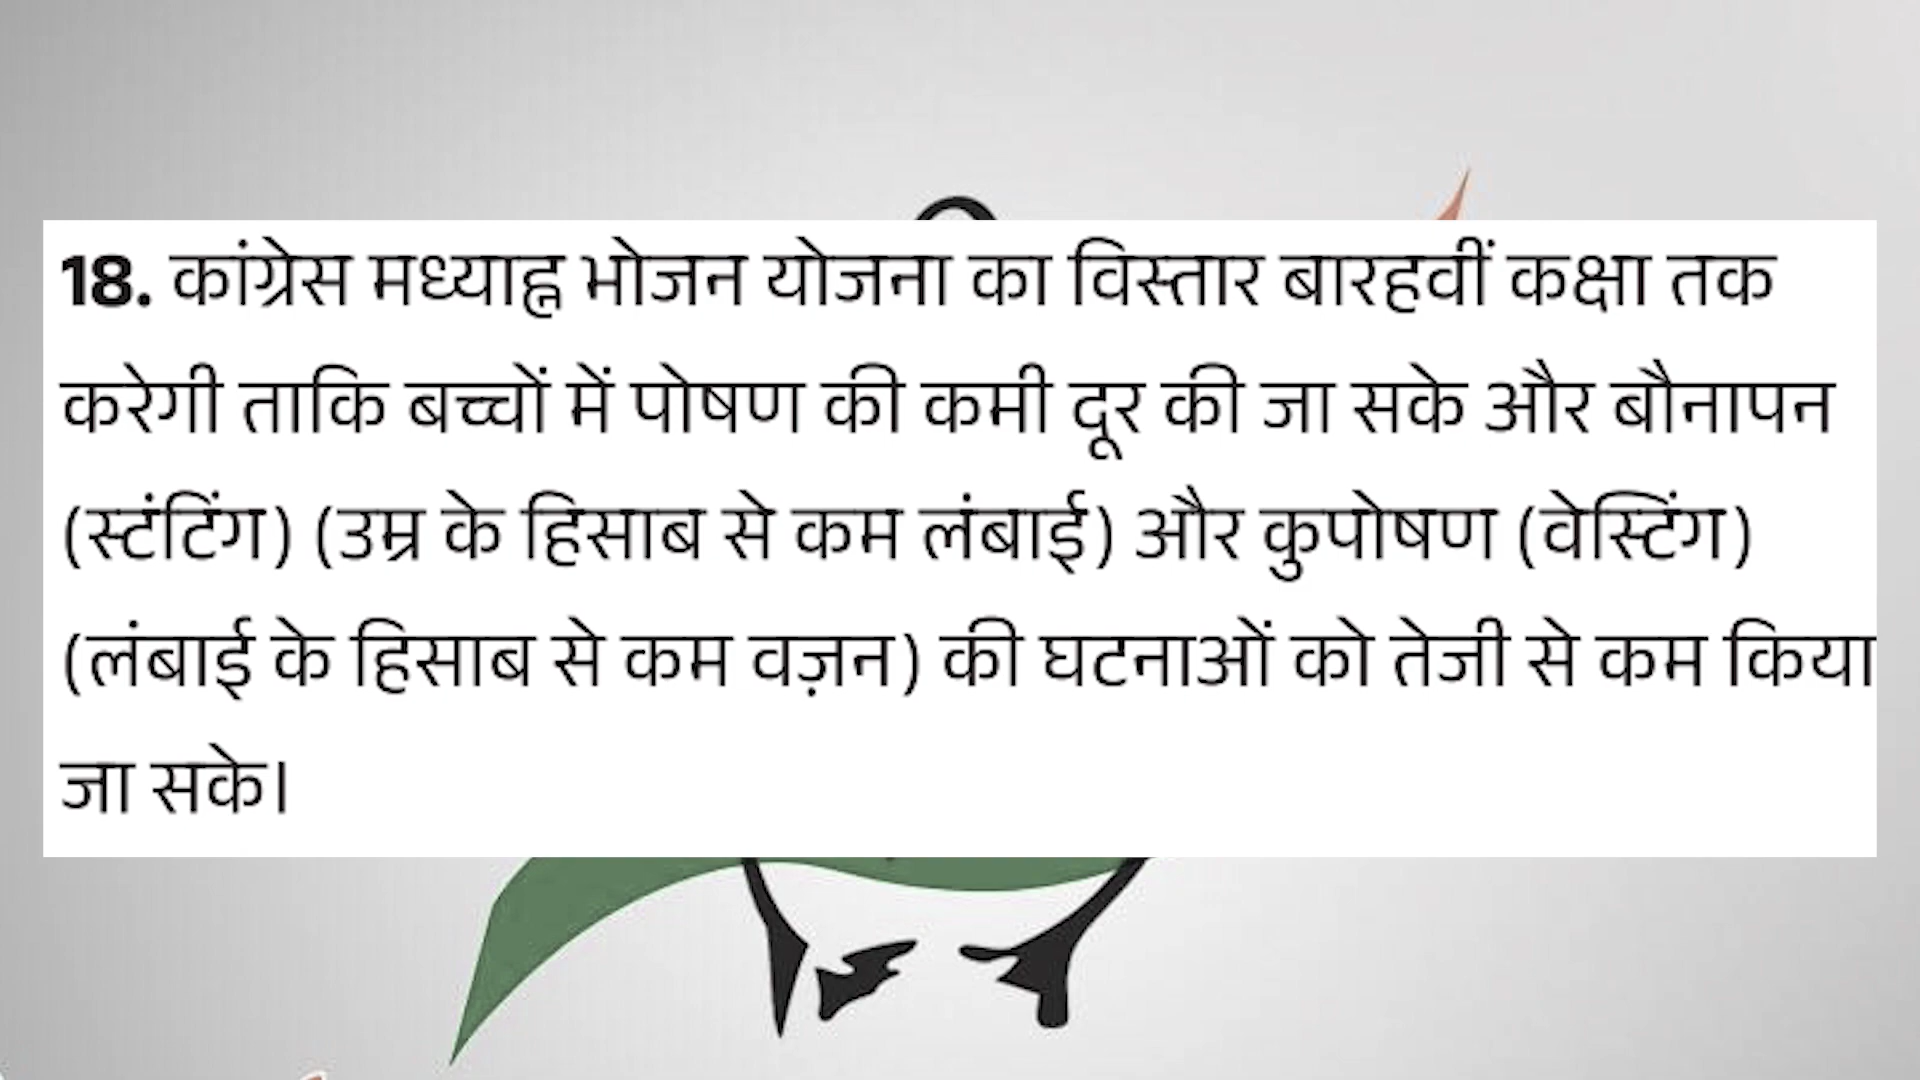 18. कांग्रेस मध्याह्न भोजन योजना का विस्तार बारहवीं कक्षा तक
करेगी ताकि बच्चों में पोषण की कमी दूर की जा सके और बौनापन
(स्टंटिंग) (उम्र के हिसाब से कम लंबाई) और कुपोषण (वेस्टिंग)
(लंबाई के हिसाब से कम वज़न) की घटनाओं को तेजी से कम किया
जा सके।